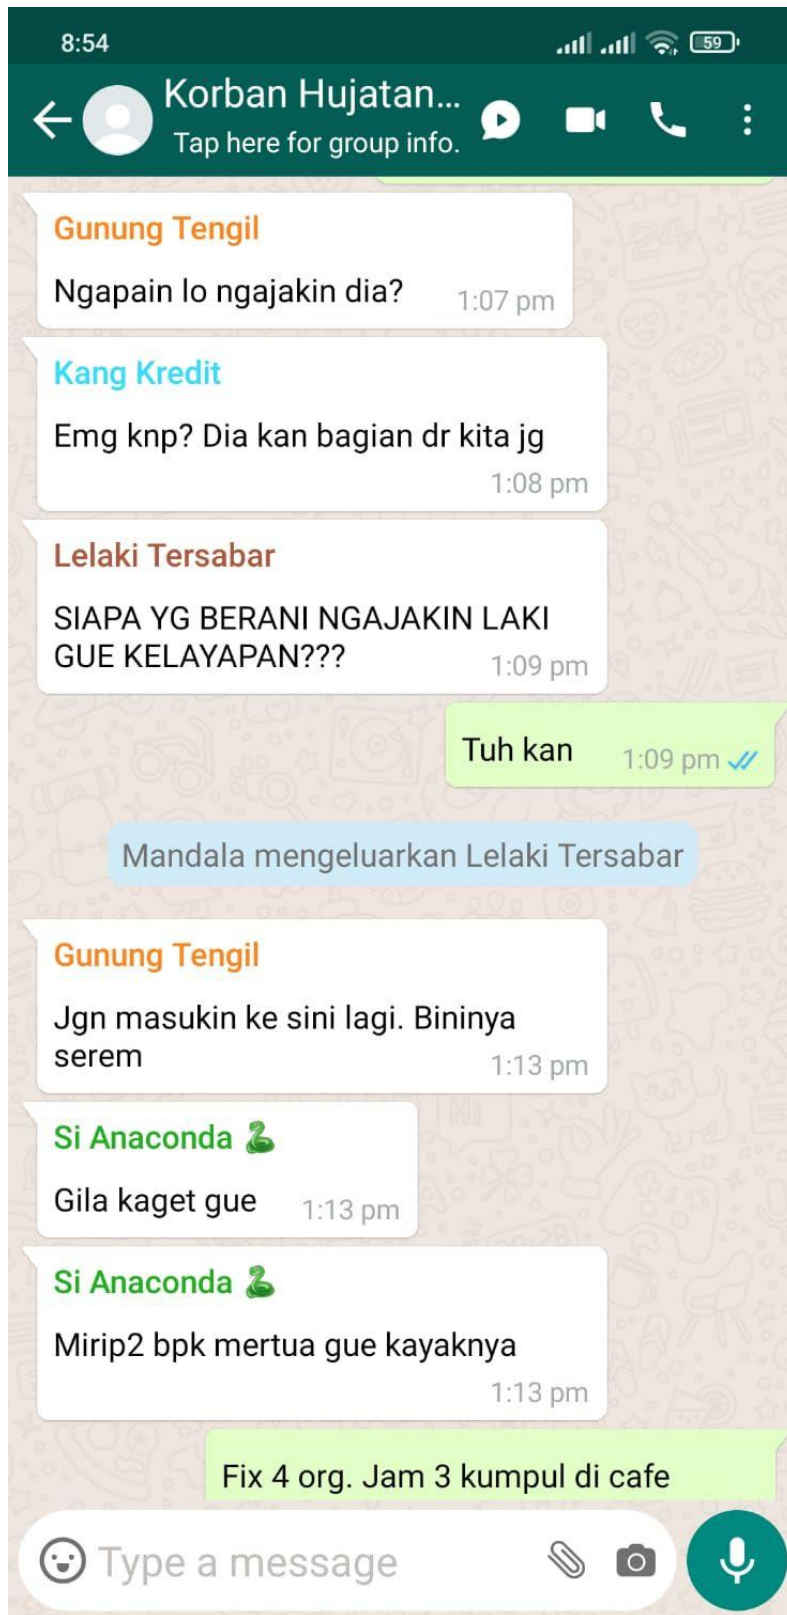 8:54
59
Korban Hujatan...
Tap here for group info.
Gunung Tengil
Ngapain lo ngajakin dia?
1:07 pm
Kang Kredit
Emg knp? Dia kan bagian dr kita jg
1:08 pm
Lelaki Tersabar
SIAPA YG BERANI NGAJAKIN LAKI
GUE KELAYAPAN???
1:09 pm
Tuh kan
1:09 pm
Mandala mengeluarkan Lelaki Tersabar
Gunung Tengil
Jgn masukin ke sini lagi. Bininya
serem
1:13 pm
Si Anaconda 🐍
Gila kaget gue
1:13 pm
Si Anaconda 🐍
Mirip2 bpk mertua gue kayaknya
1:13 pm
Fix 4 org. Jam 3 kumpul di cafe
Type a message